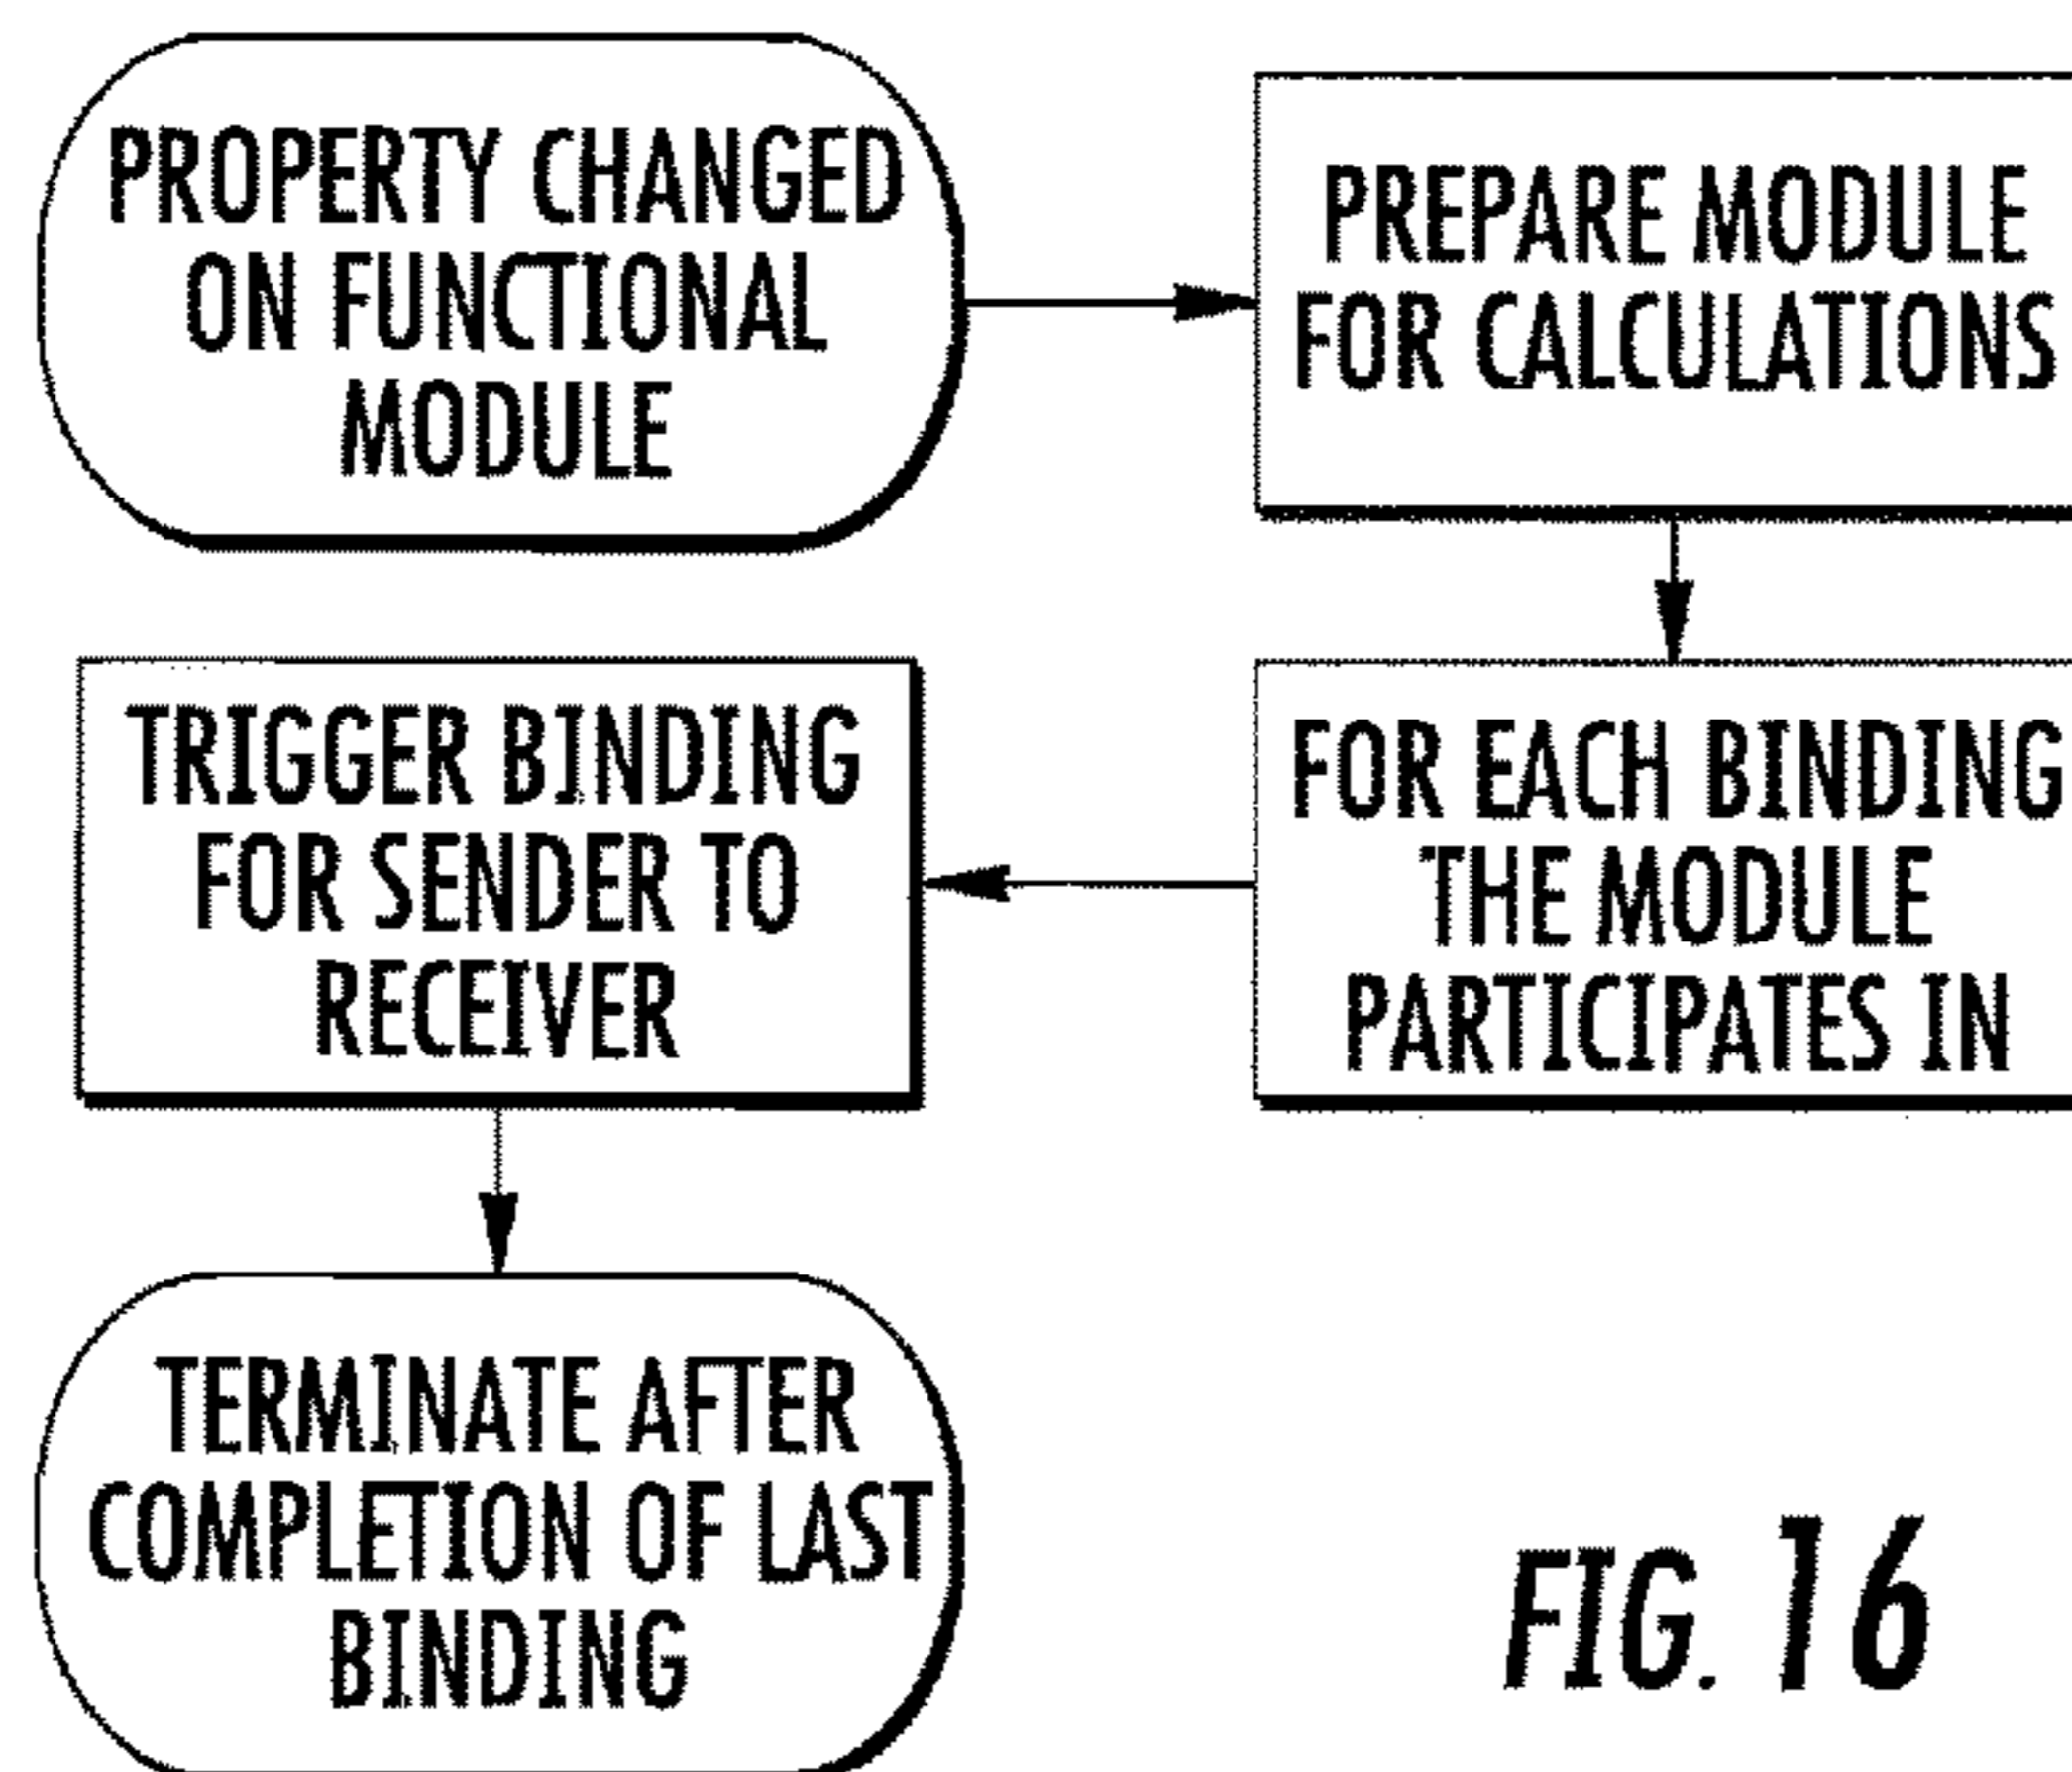 PROPERTY CHANGED
ON FUNCTIONAL
MODULE
PREPARE MODULE
FOR CALCULATIONS
FOR EACH BINDING
THE MODULE
PARTICIPATES IN
TRIGGER BINDING
FOR SENDER TO
RECEIVER
TERMINATE AFTER
COMPLETION OF LAST
BINDING
FIG. 16